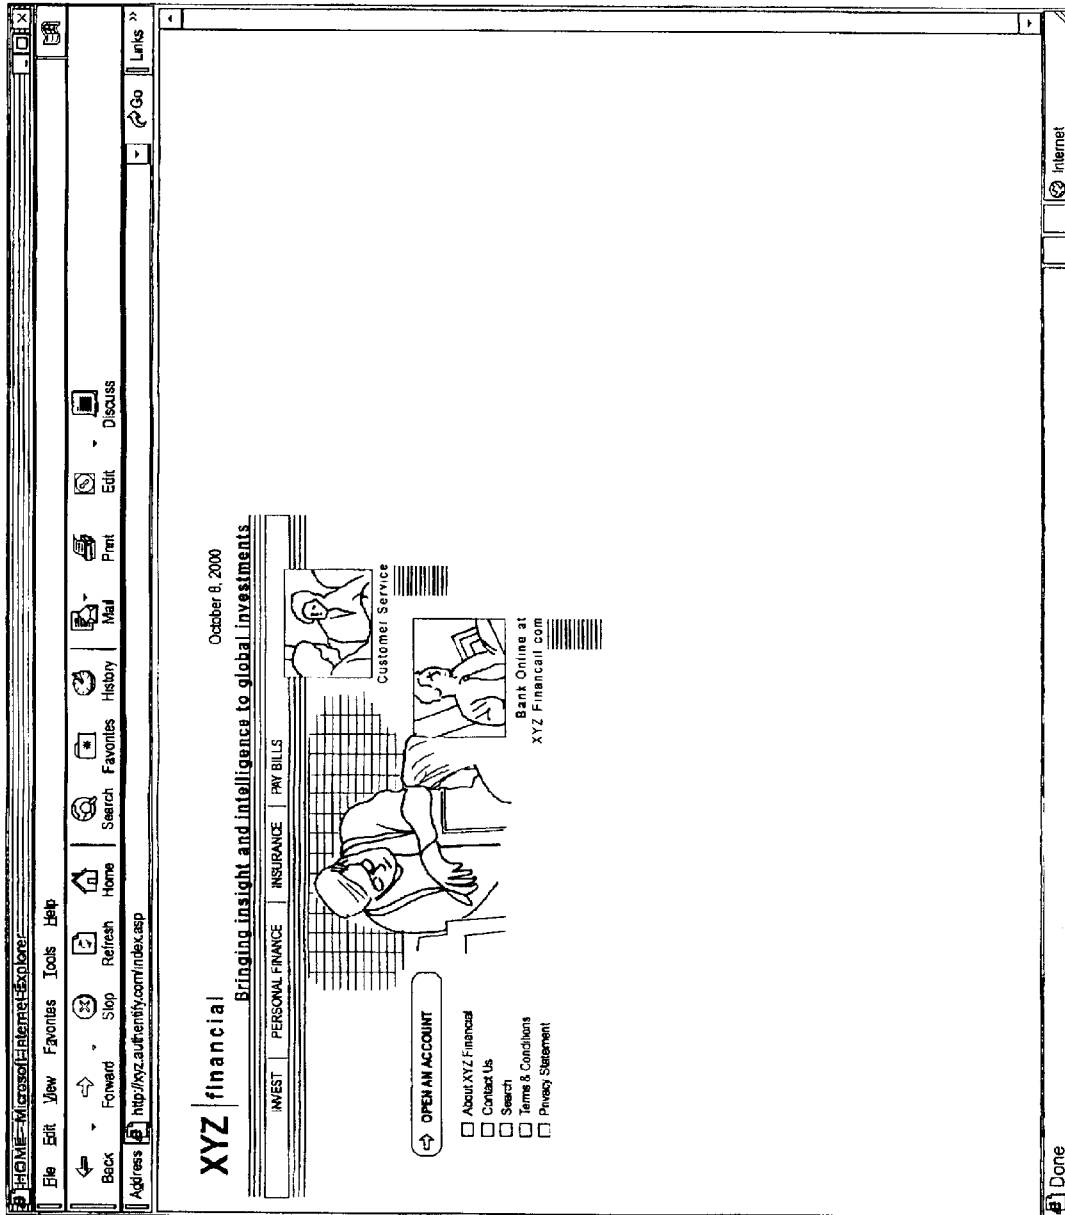 HOME - Microsoft Internet Explorer
File Edit View Favorites Tools Help
Back Forward Stop Refresh Home Search Favorites History Mail Print Edit Discuss
Address http://xyz.authentify.com/index.asp Go Links »
XYZ financial
October 8, 2000
Bringing insight and intelligence to global investments
INVEST PERSONAL FINANCE INSURANCE PAY BILLS
Customer Service
OPEN AN ACCOUNT
Bank Online at
XYZ Financail com
About XYZ Financial
Contact Us
Search
Terms & Conditions
Privacy Statement
Done Internet